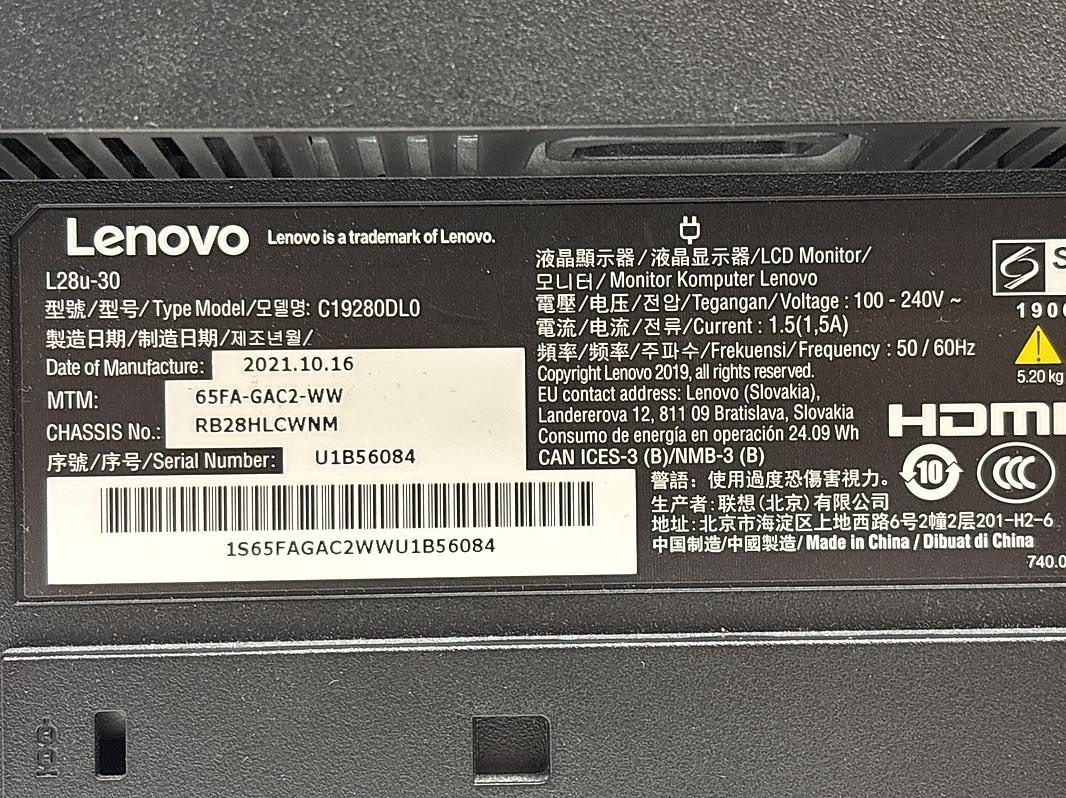 Lenovo Lenovo is a trademark of Lenovo.
L28u-30
型號/型号/Type Model/모델명: C19280DL0
製造日期/制造日期/제조년월/
Date of Manufacture: 2021.10.16
MTM: 65FA-GAC2-WW
CHASSIS No.: RB28HLCWNM
序號/序号/Serial Number: U1B56084
1S65FAGAC2WWU1B56084
液晶顯示器/液晶显示器/LCD Monitor/
モニター/Monitor Komputer Lenovo
電壓/电压/전압/Tegangan/Voltage : 100 - 240V ~
電流/电流/전류/Current : 1.5(1,5A)
頻率/频率/주파수/Frekuensi/Frequency : 50 / 60Hz
Copyright Lenovo 2019, all rights reserved.
EU contact address: Lenovo (Slovakia),
Landererova 12, 811 09 Bratislava, Slovakia
Consumo de energía en operación 24.09 Wh
CAN ICES-3 (B)/NMB-3 (B)
警語: 使用過度恐傷害視力。
生产者: 联想(北京)有限公司
地址: 北京市海淀区上地西路6号2幢2层201-H2-6
中国制造/中國製造/Made in China / Dibuat di China
S
1900
5.20 kg
HDMI
10
CCC
740.0